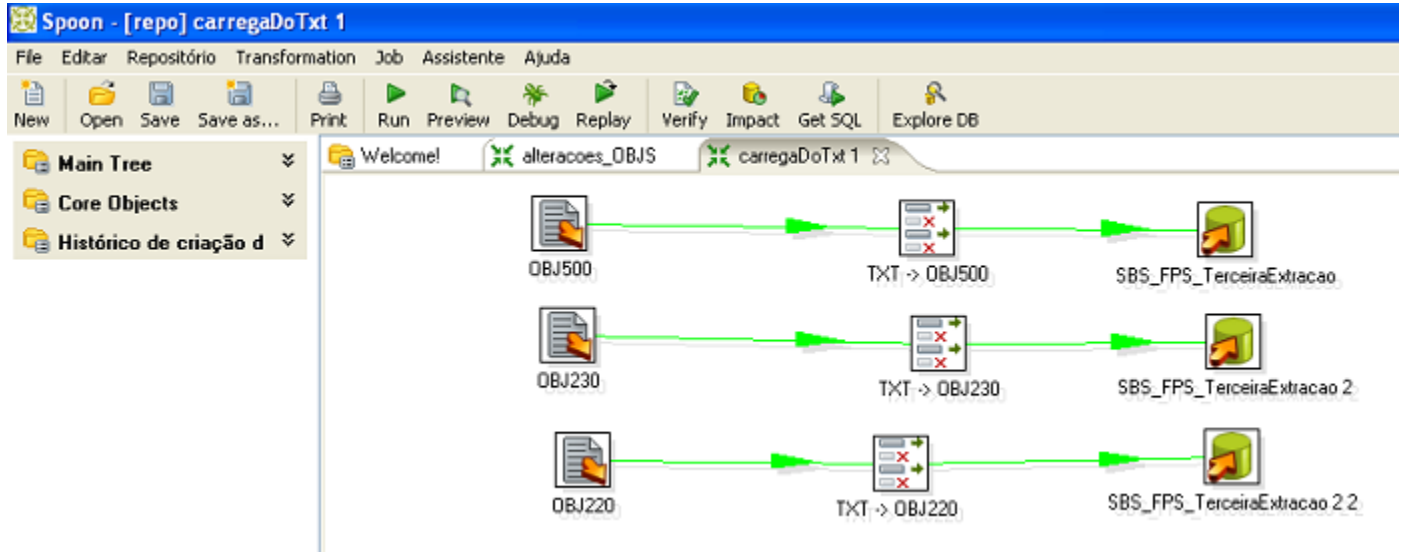 Spoon - [repo] carregaDoTxt 1
File Editar Repositório Transformation Job Assistente Ajuda
New Open Save Save as... Print Run Preview Debug Replay Verify Impact Get SQL Explore DB
Main Tree
Core Objects
Histórico de criação d
Welcome! alteracoes_OBJS carregaDoTxt 1
OBJ500 TXT -> OBJ500 SBS_FPS_TerceiraExtracao
OBJ230 TXT -> OBJ230 SBS_FPS_TerceiraExtracao 2
OBJ220 TXT -> OBJ220 SBS_FPS_TerceiraExtracao 2 2